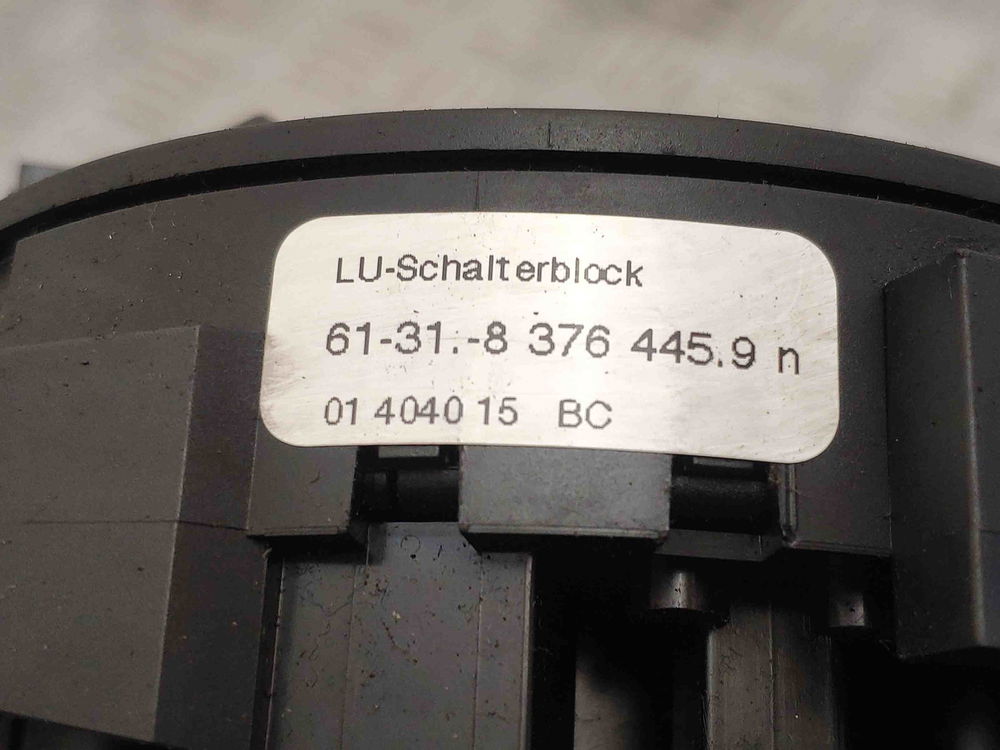 LU-Schalterblock
61-31.-8 376 445.9 n
01 4040 15 BC